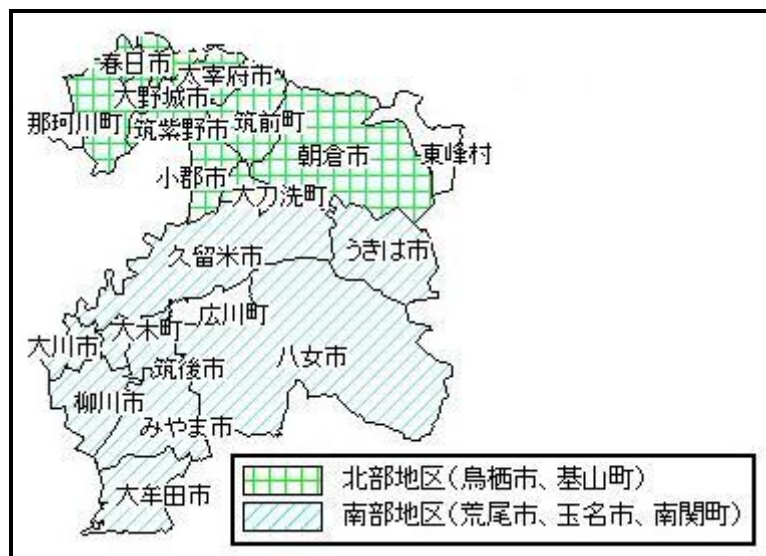 春日市
太宰府市
大野城市
那珂川町
筑紫野市
筑前町
朝倉市
東峰村
小郡市
大刀洗町
久留米市
うきは市
広川町
大木町
大川市
八女市
筑後市
柳川市
みやま市
大牟田市
北部地区(鳥栖市、基山町)
南部地区(荒尾市、玉名市、南関町)